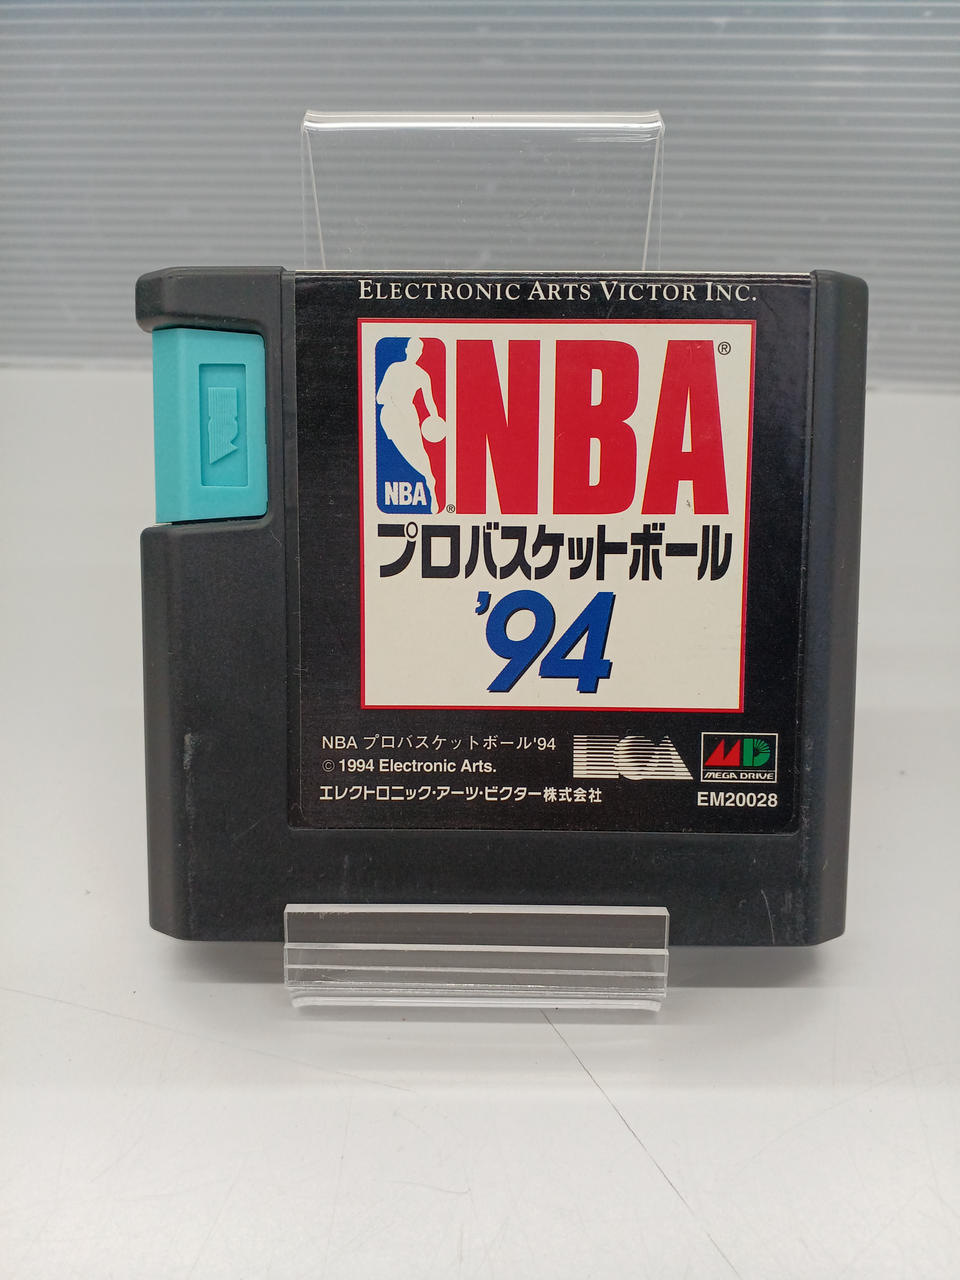 ELECTRONIC ARTS VICTOR INC.
NBA®
NBA®
プロバスケットボール
'94
NBA プロバスケットボール'94
© 1994 Electronic Arts.
エレクトロニック・アーツ・ビクター株式会社
EA
MD
MEGA DRIVE
EM20028